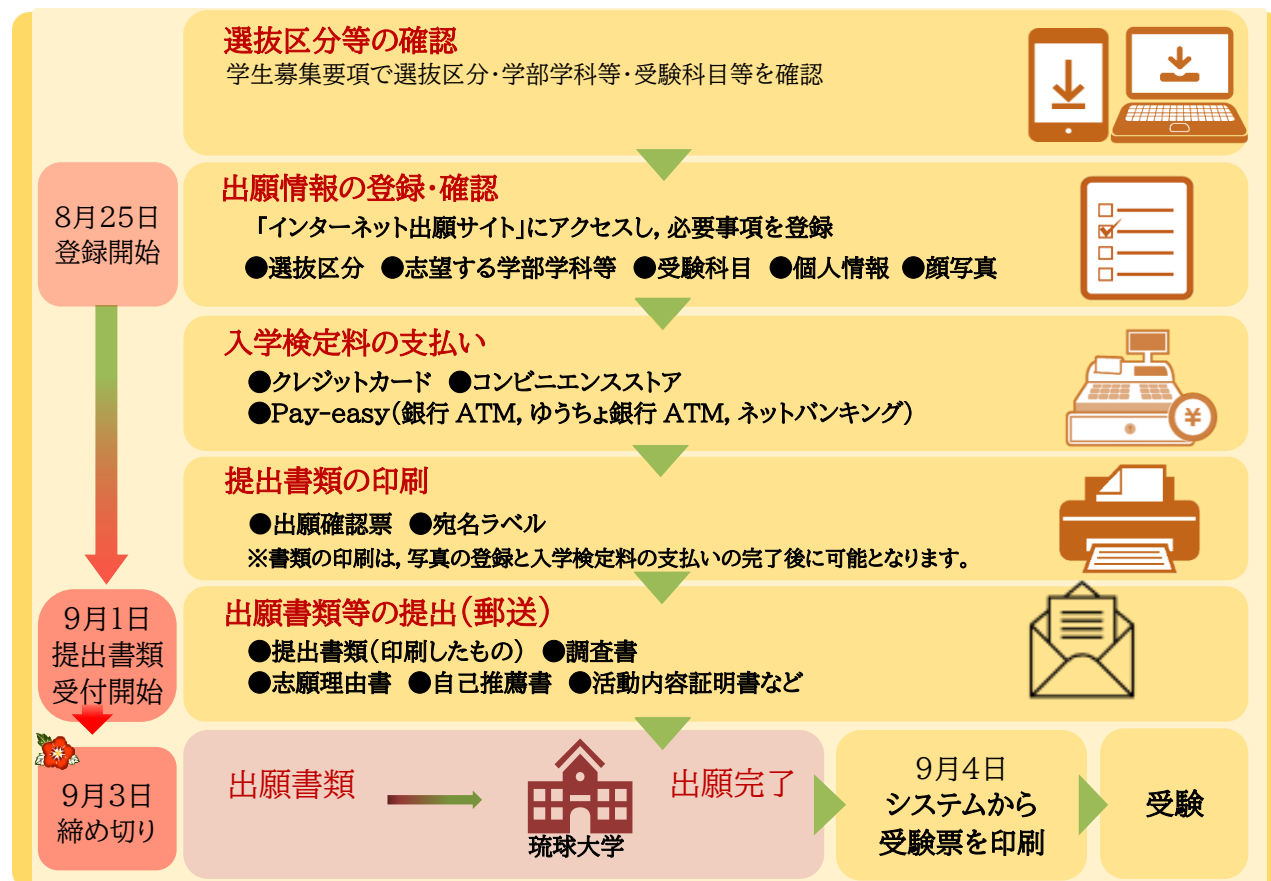 選抜区分等の確認
学生募集要項で選抜区分・学部学科等・受験科目等を確認
8月25日
登録開始
出願情報の登録・確認
「インターネット出願サイト」にアクセスし, 必要事項を登録
●選抜区分 ●志望する学部学科等 ●受験科目 ●個人情報 ●顔写真
入学検定料の支払い
●クレジットカード ●コンビニエンスストア
●Pay-easy(銀行 ATM, ゆうちょ銀行 ATM, ネットバンキング)
¥
提出書類の印刷
●出願確認票 ●宛名ラベル
※書類の印刷は, 写真の登録と入学検定料の支払いの完了後に可能となります。
9月1日
提出書類
受付開始
出願書類等の提出(郵送)
●提出書類(印刷したもの) ●調査書
●志願理由書 ●自己推薦書 ●活動内容証明書など
9月3日
締め切り
出願書類
琉球大学
出願完了
9月4日
システムから
受験票を印刷
受験